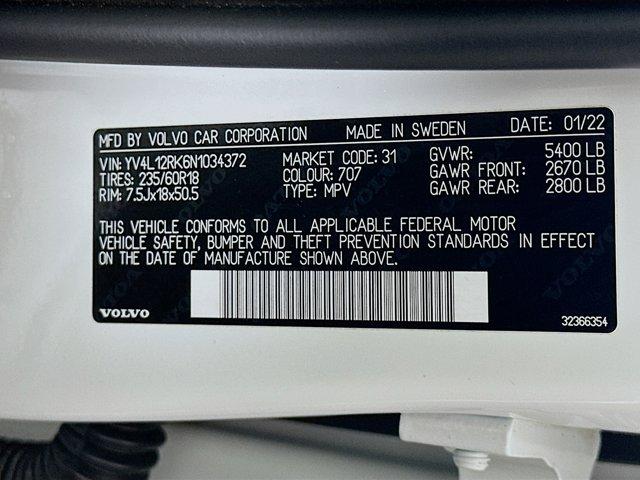 MFD BY VOLVO CAR CORPORATION MADE IN SWEDEN DATE: 01/22
VIN: YV4L12RK6N1034372 MARKET CODE: 31 GVWR: 5400 LB
TIRES: 235/60R18 COLOUR: 707 GAWR FRONT: 2670 LB
RIM: 7.5Jx18x50.5 TYPE: MPV GAWR REAR: 2800 LB
THIS VEHICLE CONFORMS TO ALL APPLICABLE FEDERAL MOTOR
VEHICLE SAFETY, BUMPER AND THEFT PREVENTION STANDARDS IN EFFECT
ON THE DATE OF MANUFACTURE SHOWN ABOVE.
VOLVO 32366354